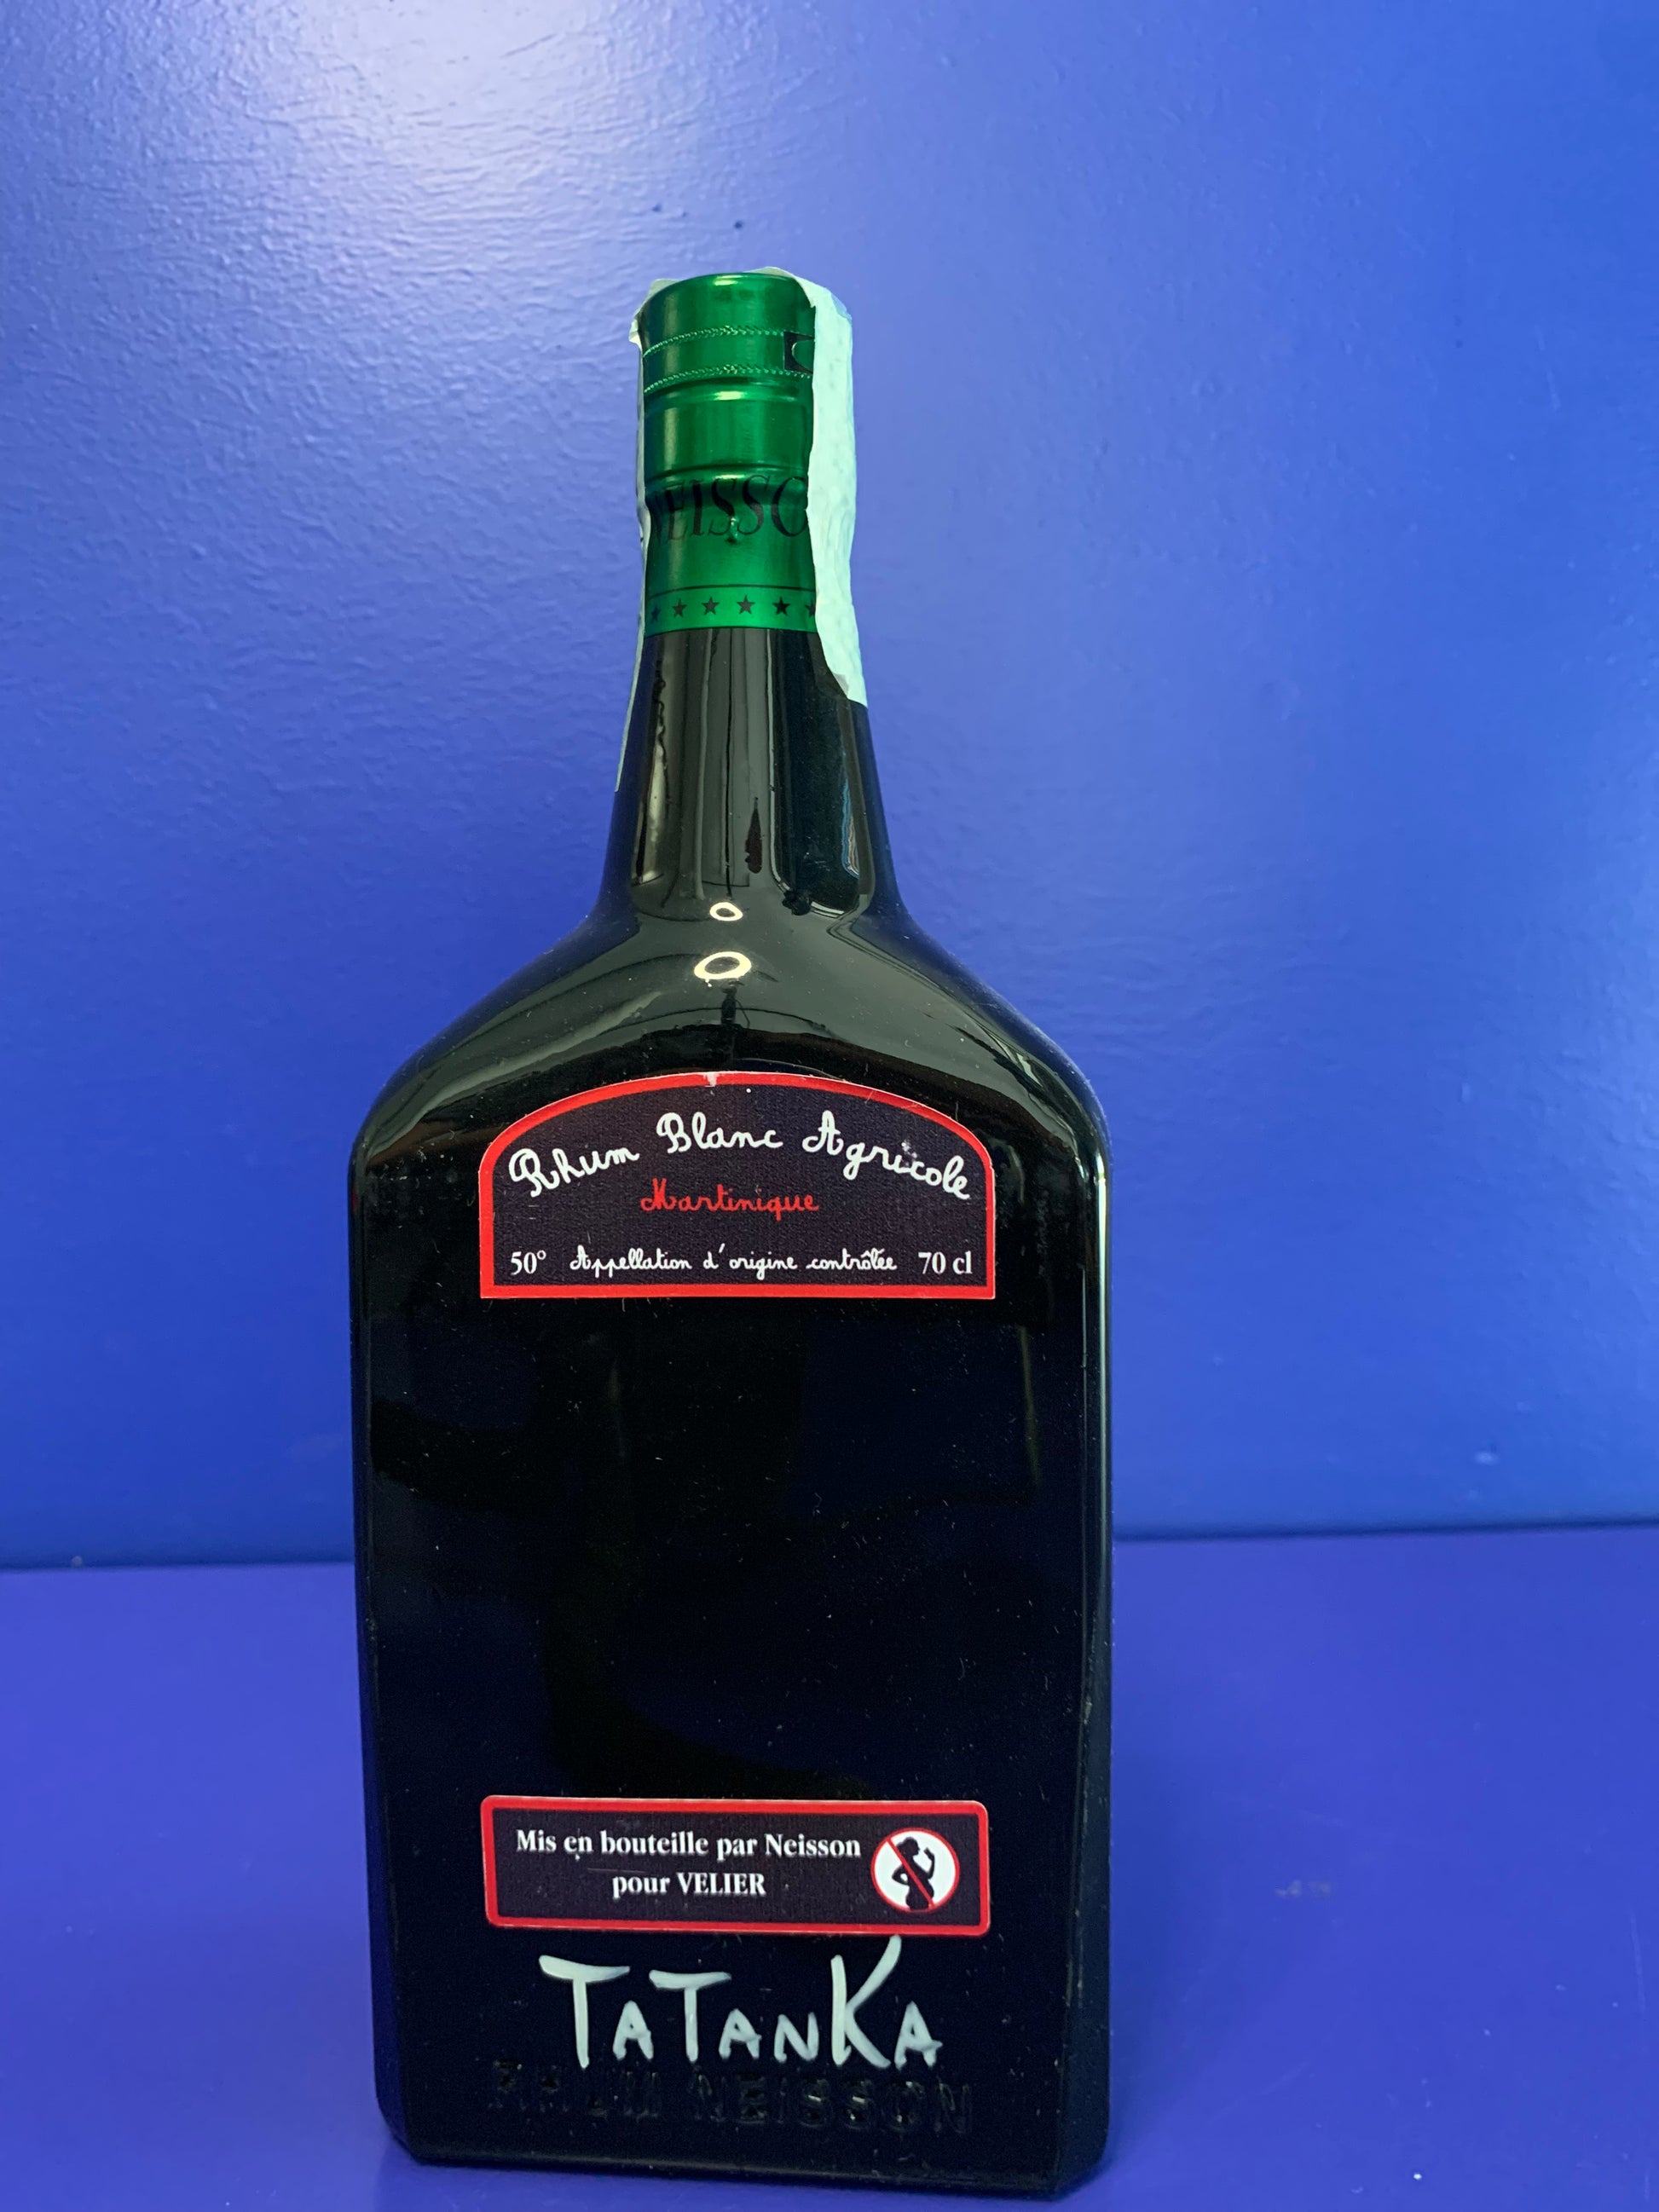 NEISSO
Rhum Blanc Agricole
Martinique
50° Appellation d'origine contrôlée 70 cl
Mis en bouteille par Neisson
pour VELIER
TATANKA
RHUM NEISSON